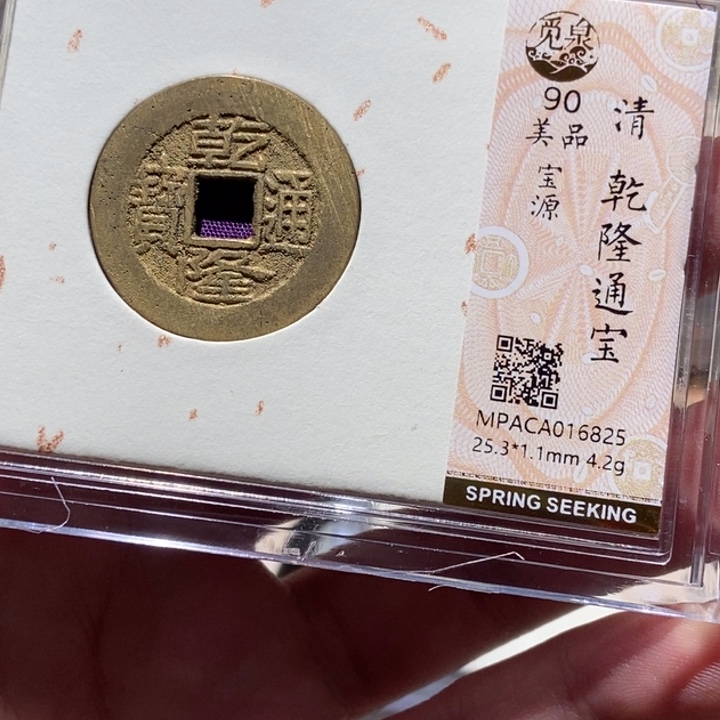 乾隆通寶
覓泉
90
美品
宝源
清 乾隆通宝
MPACA016825
25.3*1.1mm 4.2g
SPRING SEEKING